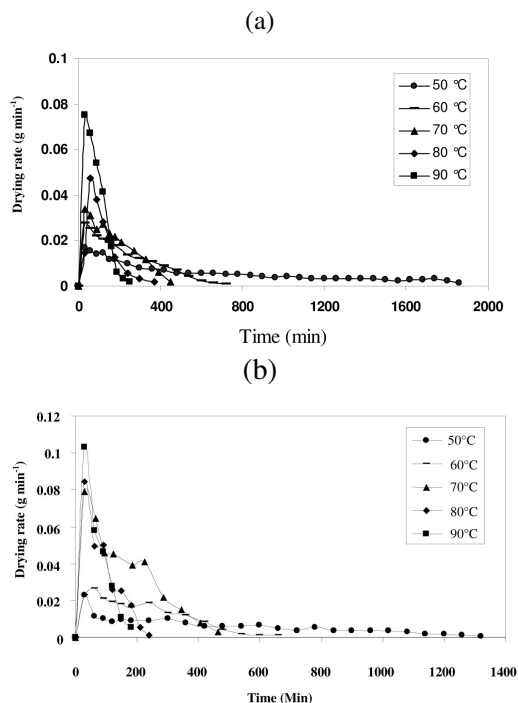 (a)
0.1
0.08
0.06
0.04
0.02
0
Drying rate (g min⁻¹)
50 °C
60 °C
70 °C
80 °C
90 °C
0 400 800 1200 1600 2000
Time (min)
(b)
0.12
0.1
0.08
0.06
0.04
0.02
0
Drying rate (g min⁻¹)
50°C
60°C
70°C
80°C
90°C
0 200 400 600 800 1000 1200 1400
Time (Min)